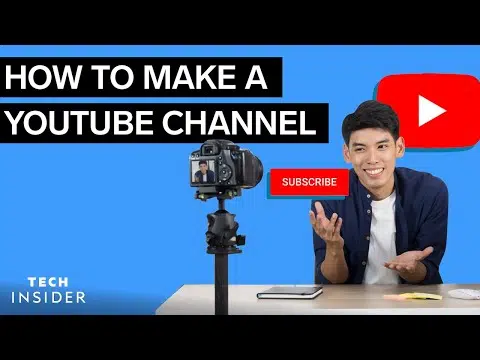 HOW TO MAKE A
YOUTUBE CHANNEL
SUBSCRIBE
TECH
INSIDER